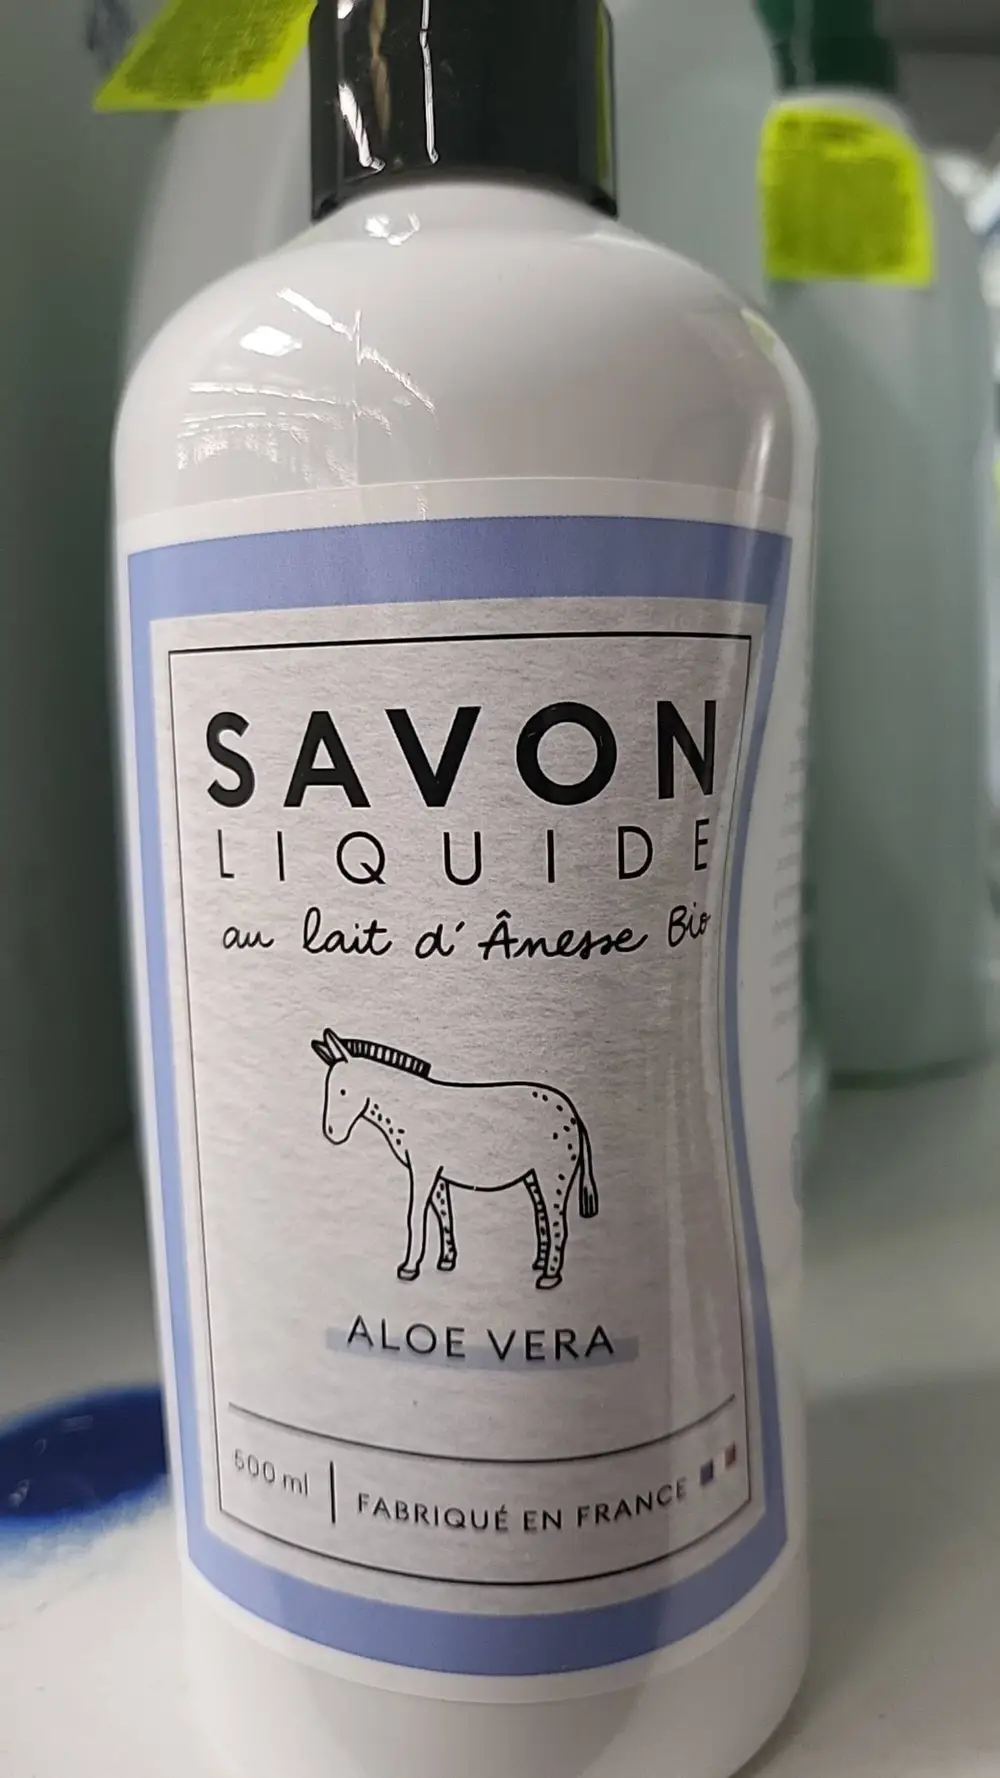 SAVON
LIQUIDE
au lait d'Ânesse Bio
ALOE VERA
500 ml | FABRIQUÉ EN FRANCE